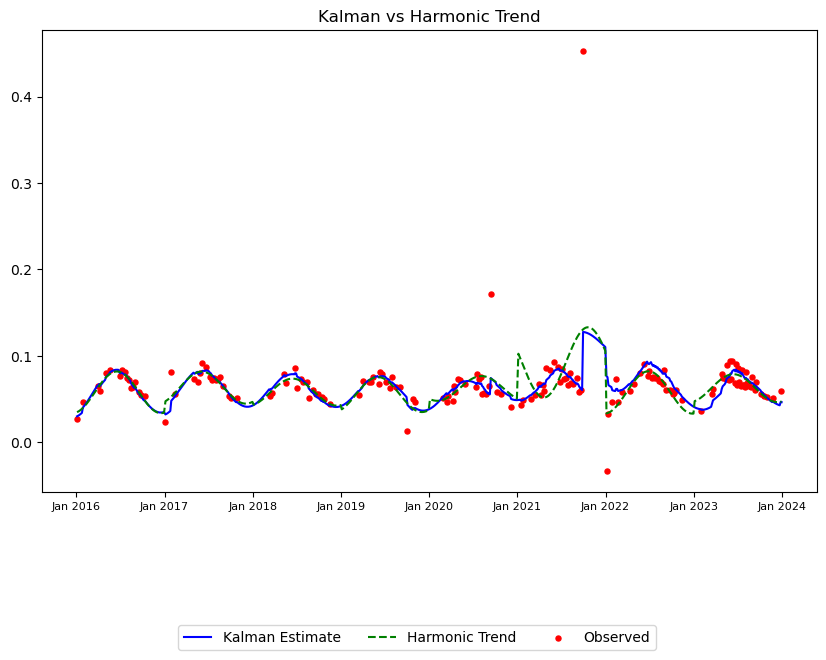 Kalman vs Harmonic Trend
0.4
0.3
0.2
0.1
0.0
Jan 2016 Jan 2017 Jan 2018 Jan 2019 Jan 2020 Jan 2021 Jan 2022 Jan 2023 Jan 2024
Kalman Estimate Harmonic Trend Observed